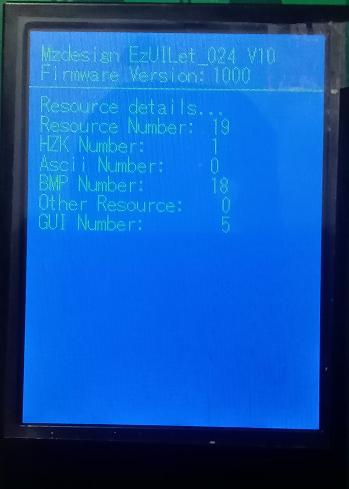 Mzdesign EzUILet_024 V10
Firmware Version: 1000
Resource details...
Resource Number: 19
HZK Number: 1
Ascii Number: 0
BMP Number: 18
Other Resource: 0
GUI Number: 5